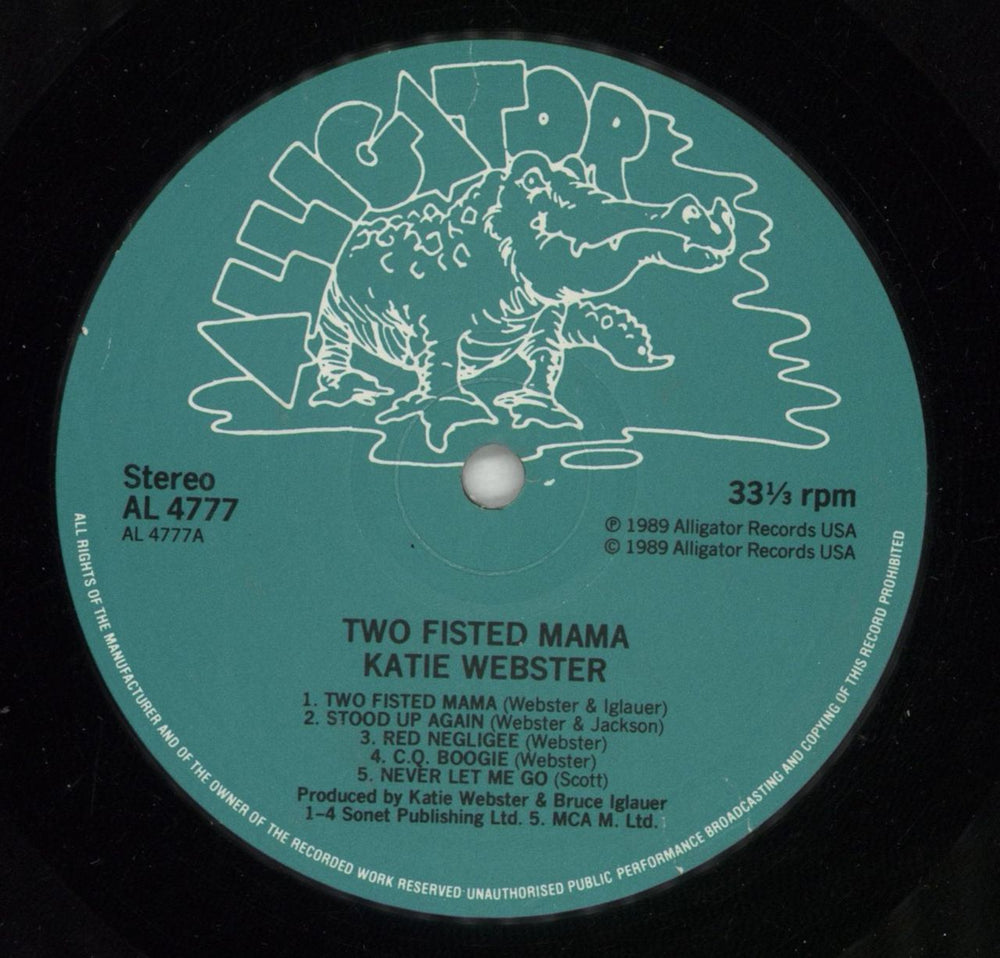 ALLIGATOR
Stereo
AL 4777
AL 4777A
33⅓ rpm
℗ 1989 Alligator Records USA
© 1989 Alligator Records USA
TWO FISTED MAMA
KATIE WEBSTER
1. TWO FISTED MAMA (Webster & Iglauer)
2. STOOD UP AGAIN (Webster & Jackson)
3. RED NEGLIGEE (Webster)
4. C.Q. BOOGIE (Webster)
5. NEVER LET ME GO (Scott)
Produced by Katie Webster & Bruce Iglauer
1-4 Sonet Publishing Ltd. 5. MCA M. Ltd.
ALL RIGHTS OF THE MANUFACTURER AND OF THE OWNER OF THE RECORDED WORK RESERVED·UNAUTHORISED PUBLIC PERFORMANCE BROADCASTING AND COPYING OF THIS RECORD PROHIBITED